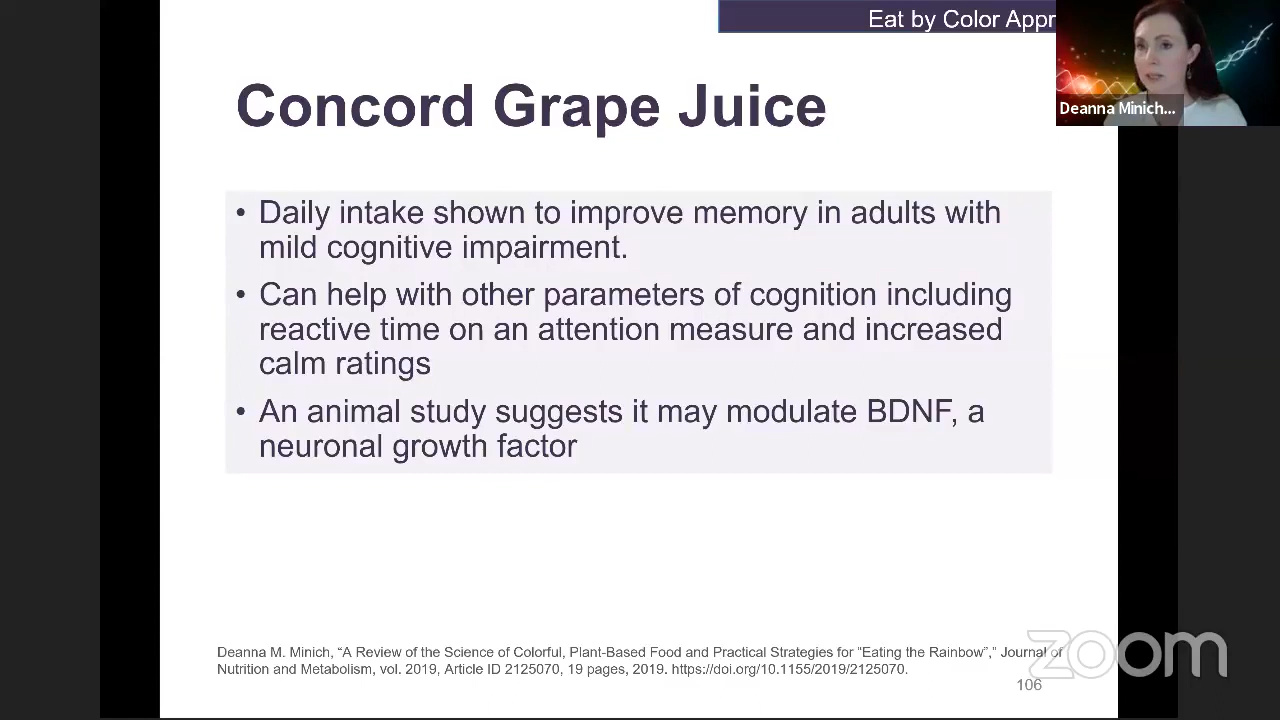 Eat by Color Appr
Deanna Minich...
Concord Grape Juice
• Daily intake shown to improve memory in adults with
mild cognitive impairment.
• Can help with other parameters of cognition including
reactive time on an attention measure and increased
calm ratings
• An animal study suggests it may modulate BDNF, a
neuronal growth factor
Deanna M. Minich, “A Review of the Science of Colorful, Plant-Based Food and Practical Strategies for “Eating the Rainbow”,” Journal of
Nutrition and Metabolism, vol. 2019, Article ID 2125070, 19 pages, 2019. https://doi.org/10.1155/2019/2125070.
zoom
106